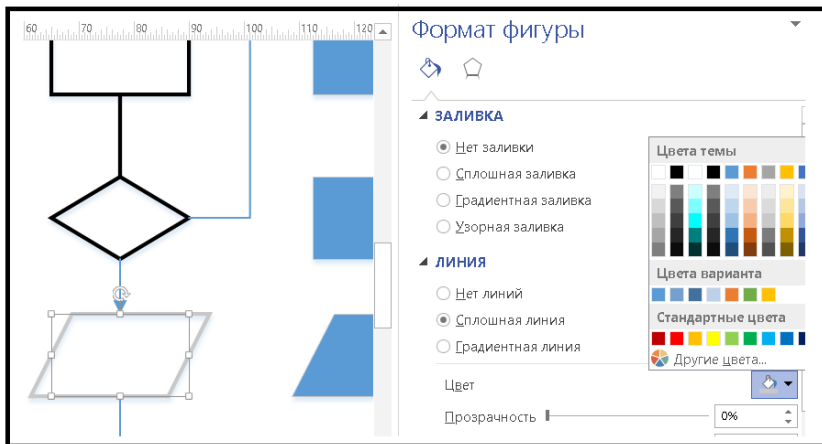 60 70 80 90 100 110 120
Формат фигуры
ЗАЛИВКА
Нет заливки
Сплошная заливка
Градиентная заливка
Узорная заливка
ЛИНИЯ
Нет линий
Сплошная линия
Градиентная линия
Цвет
Прозрачность 0%
Цвета темы
Цвета варианта
Стандартные цвета
Другие цвета...